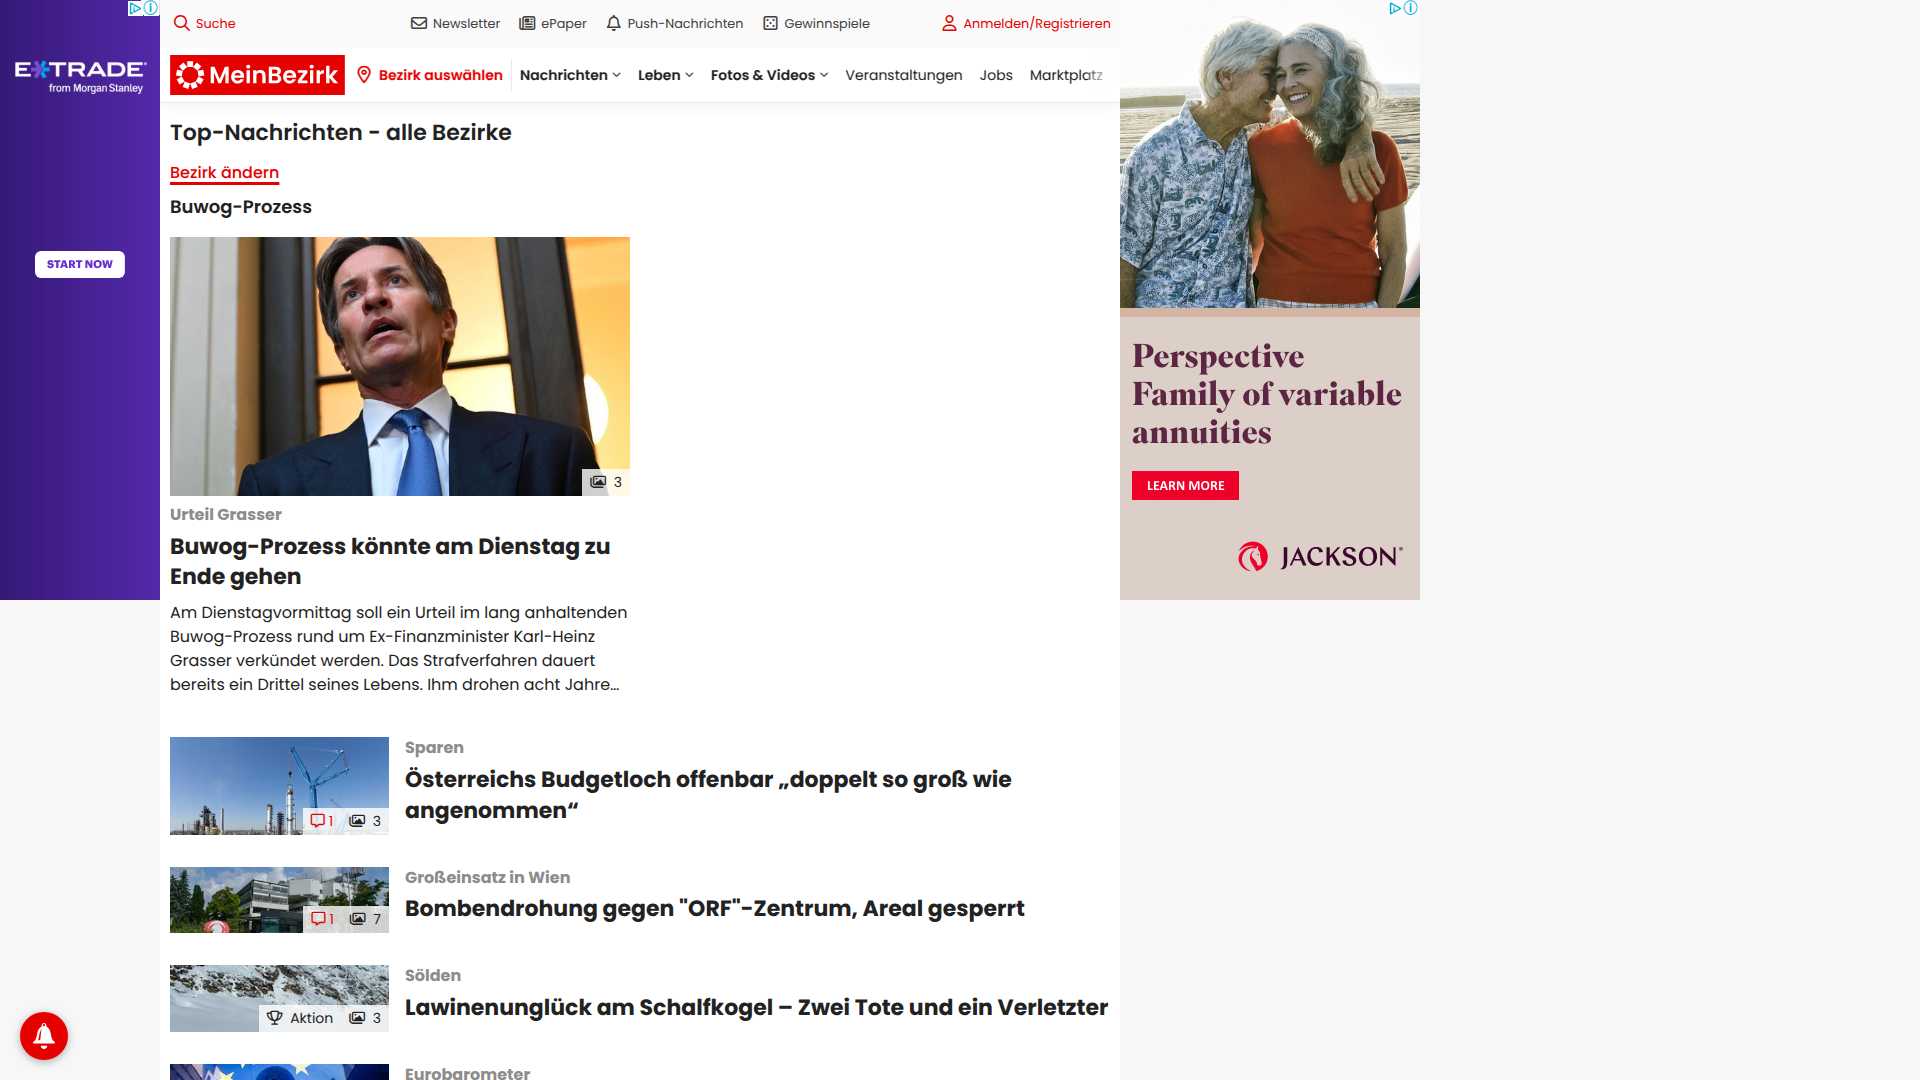 Suche
Newsletter
ePaper
Push-Nachrichten
Gewinnspiele
Anmelden/Registrieren
E*TRADE
from Morgan Stanley
START NOW
MeinBezirk
Bezirk auswählen
Nachrichten
Leben
Fotos & Videos
Veranstaltungen
Jobs
Marktplatz
Top-Nachrichten - alle Bezirke
Bezirk ändern
Buwog-Prozess
3
Urteil Grasser
Buwog-Prozess könnte am Dienstag zu
Ende gehen
Am Dienstagvormittag soll ein Urteil im lang anhaltenden
Buwog-Prozess rund um Ex-Finanzminister Karl-Heinz
Grasser verkündet werden. Das Strafverfahren dauert
bereits ein Drittel seines Lebens. Ihm drohen acht Jahre…
Sparen
Österreichs Budgetloch offenbar „doppelt so groß wie
angenommen“
1 3
Großeinsatz in Wien
Bombendrohung gegen "ORF"-Zentrum, Areal gesperrt
1 7
Sölden
Lawinenunglück am Schalfkogel – Zwei Tote und ein Verletzter
Aktion 3
Eurobarometer
Perspective
Family of variable
annuities
LEARN MORE
JACKSON®